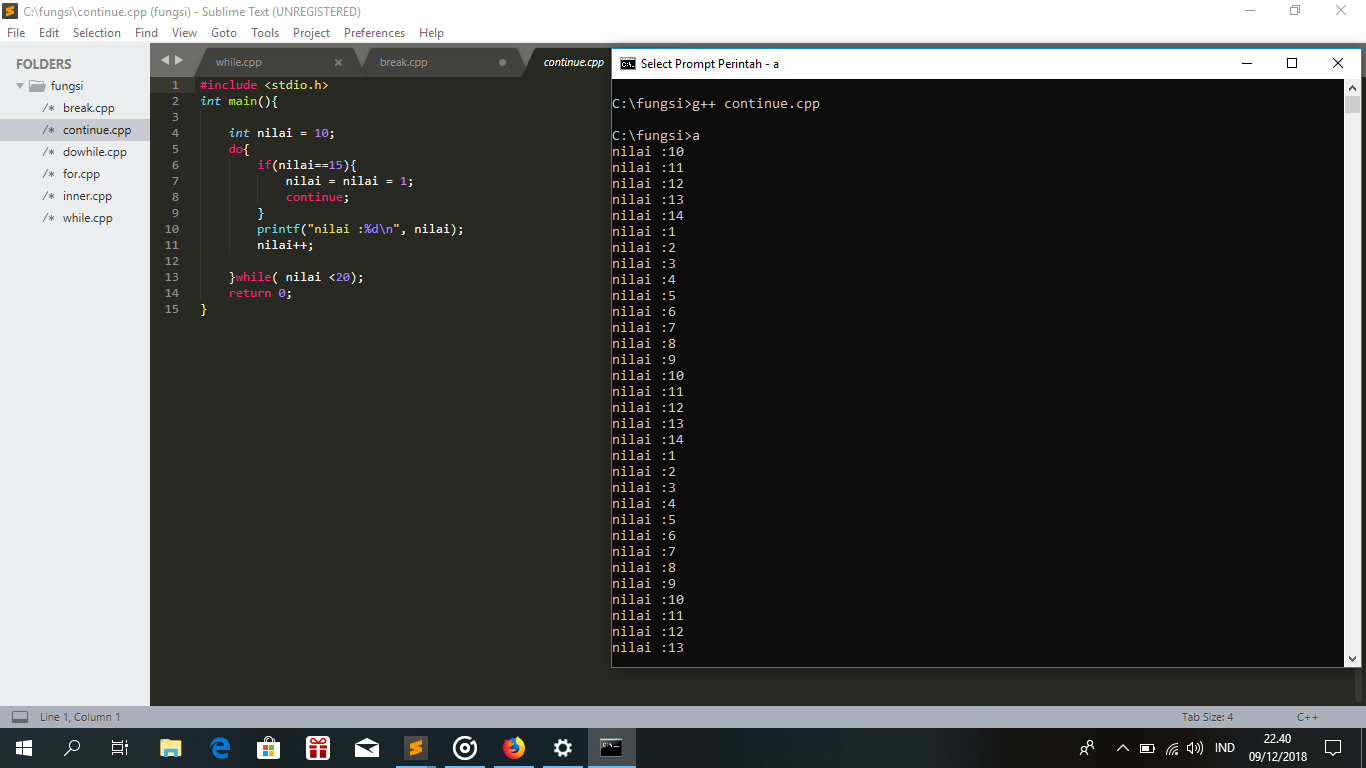 C:\fungsi\continue.cpp (fungsi) - Sublime Text (UNREGISTERED)
File Edit Selection Find View Goto Tools Project Preferences Help
FOLDERS
fungsi
/* break.cpp
/* continue.cpp
/* dowhile.cpp
/* for.cpp
/* inner.cpp
/* while.cpp
while.cpp break.cpp continue.cpp
1 #include <stdio.h>
2 int main(){
3
4 int nilai = 10;
5 do{
6 if(nilai==15){
7 nilai = nilai = 1;
8 continue;
9 }
10 printf("nilai :%d\n", nilai);
11 nilai++;
12
13 }while( nilai <20);
14 return 0;
15 }
Select Prompt Perintah - a
C:\fungsi>g++ continue.cpp
C:\fungsi>a
nilai :10
nilai :11
nilai :12
nilai :13
nilai :14
nilai :1
nilai :2
nilai :3
nilai :4
nilai :5
nilai :6
nilai :7
nilai :8
nilai :9
nilai :10
nilai :11
nilai :12
nilai :13
nilai :14
nilai :1
nilai :2
nilai :3
nilai :4
nilai :5
nilai :6
nilai :7
nilai :8
nilai :9
nilai :10
nilai :11
nilai :12
nilai :13
Line 1, Column 1
Tab Size: 4 C++
IND
22.40
09/12/2018